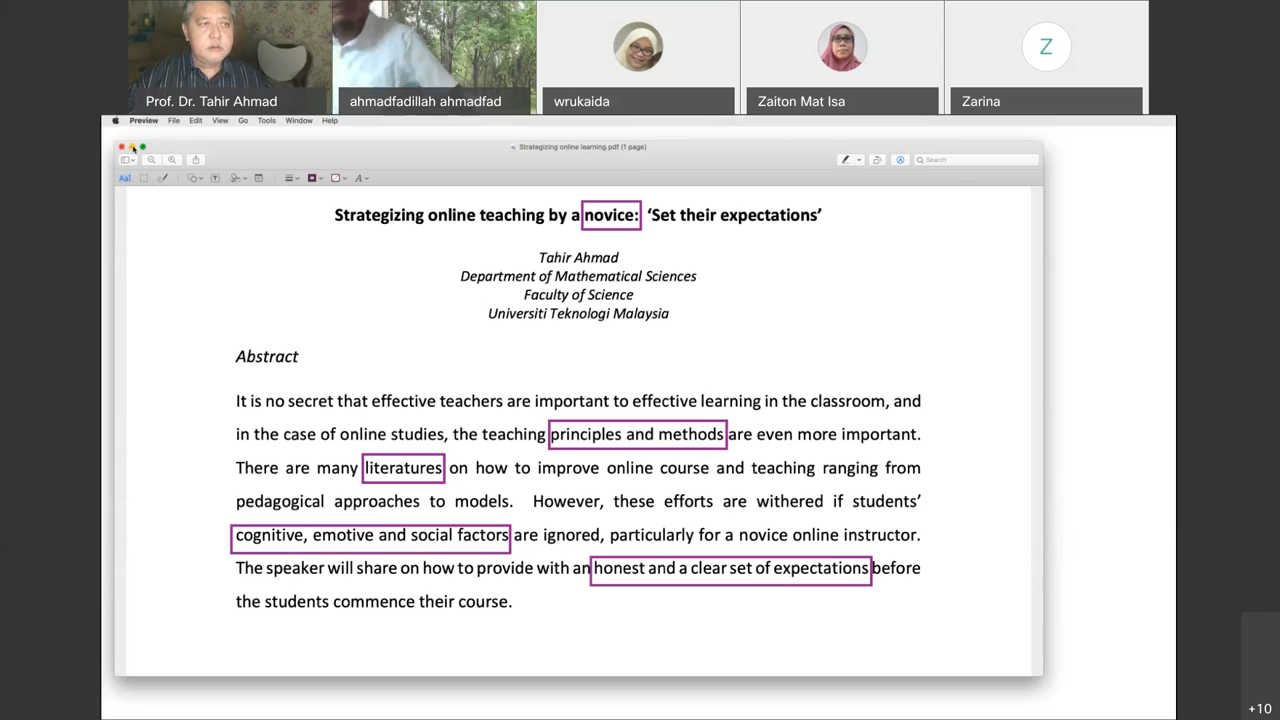 Prof. Dr. Tahir Ahmad
ahmadfadillah ahmadfad
wrukaida
Zaiton Mat Isa
Z
Zarina
Preview File Edit View Go Tools Window Help
Strategizing online learning.pdf (1 page)
Search
Strategizing online teaching by a novice: ‘Set their expectations’
Tahir Ahmad
Department of Mathematical Sciences
Faculty of Science
Universiti Teknologi Malaysia
Abstract
It is no secret that effective teachers are important to effective learning in the classroom, and
in the case of online studies, the teaching principles and methods are even more important.
There are many literatures on how to improve online course and teaching ranging from
pedagogical approaches to models. However, these efforts are withered if students’
cognitive, emotive and social factors are ignored, particularly for a novice online instructor.
The speaker will share on how to provide with an honest and a clear set of expectations before
the students commence their course.
+10